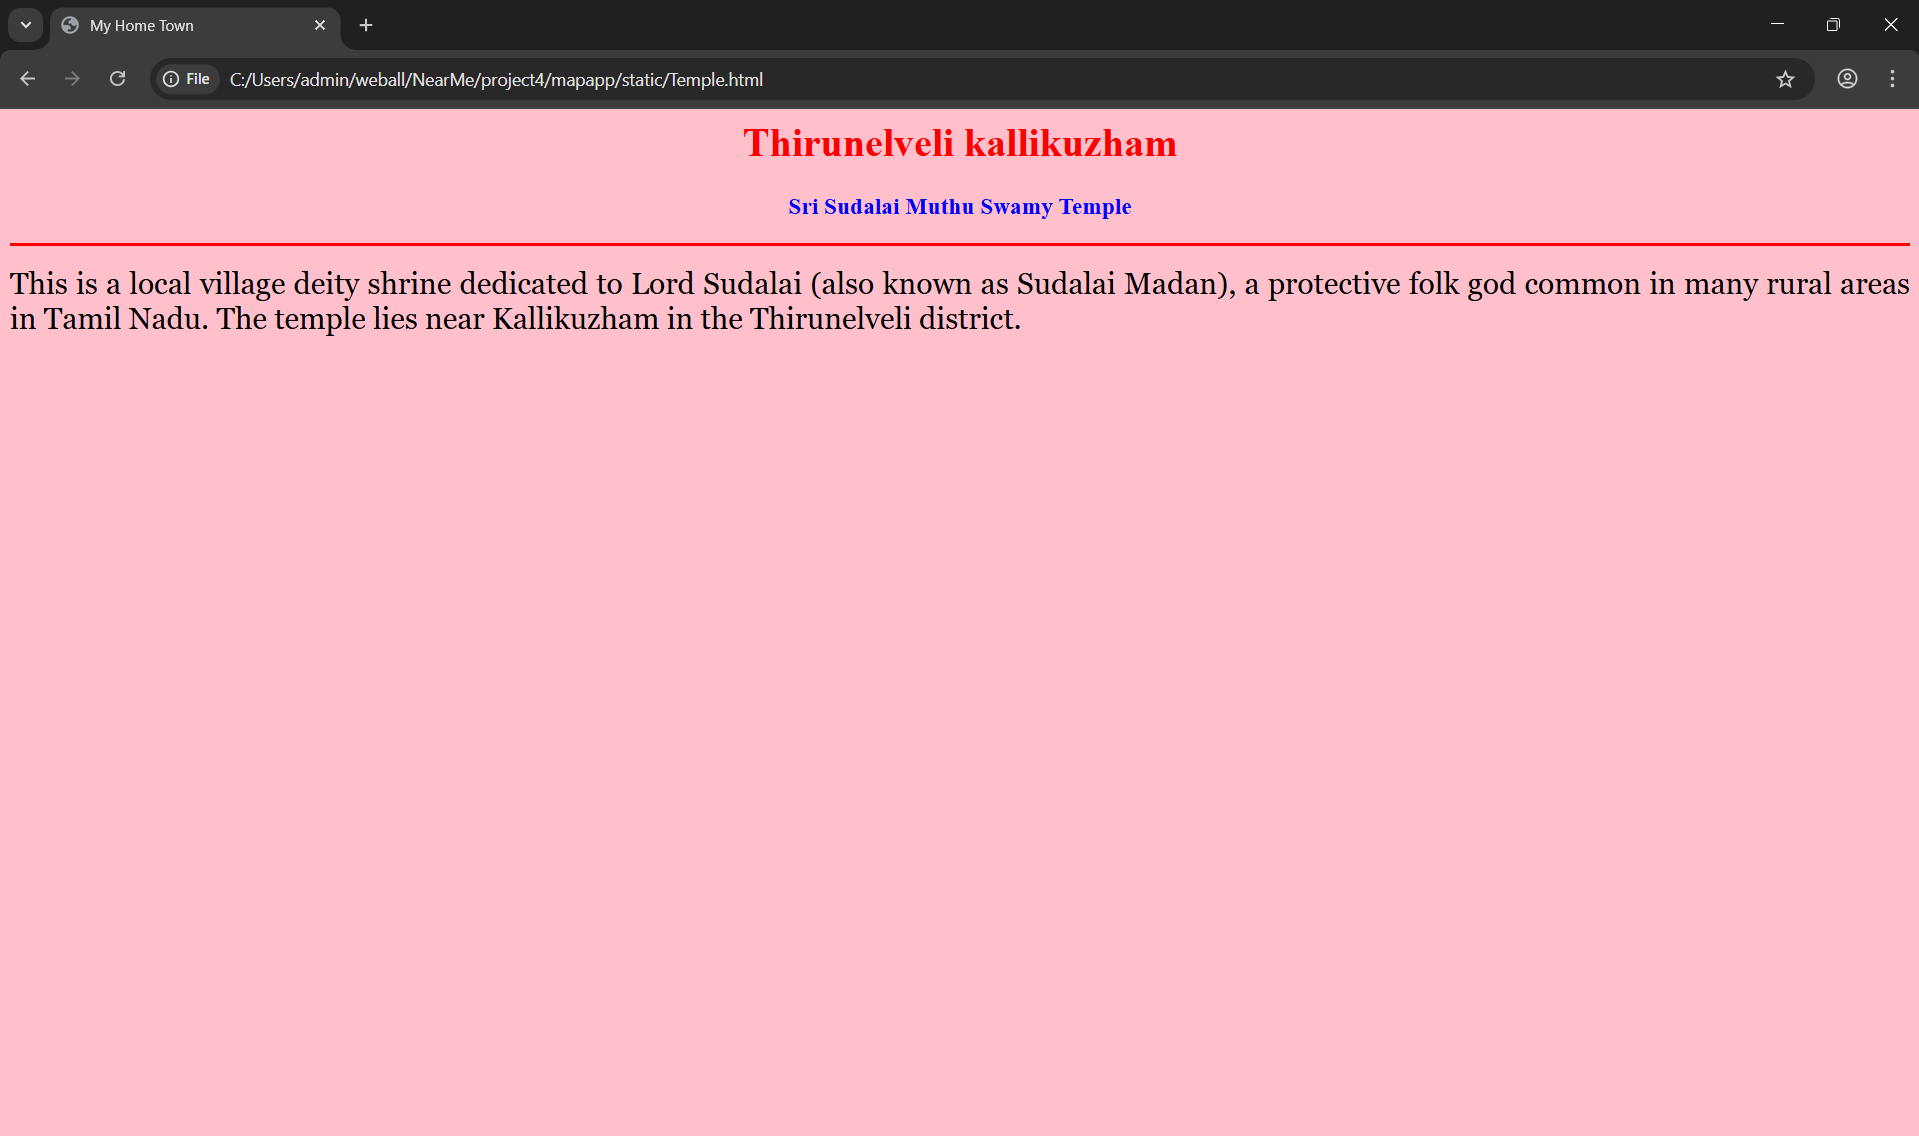 My Home Town
File
C:/Users/admin/weball/NearMe/project4/mapapp/static/Temple.html
Thirunelveli kallikuzham
Sri Sudalai Muthu Swamy Temple
This is a local village deity shrine dedicated to Lord Sudalai (also known as Sudalai Madan), a protective folk god common in many rural areas
in Tamil Nadu. The temple lies near Kallikuzham in the Thirunelveli district.